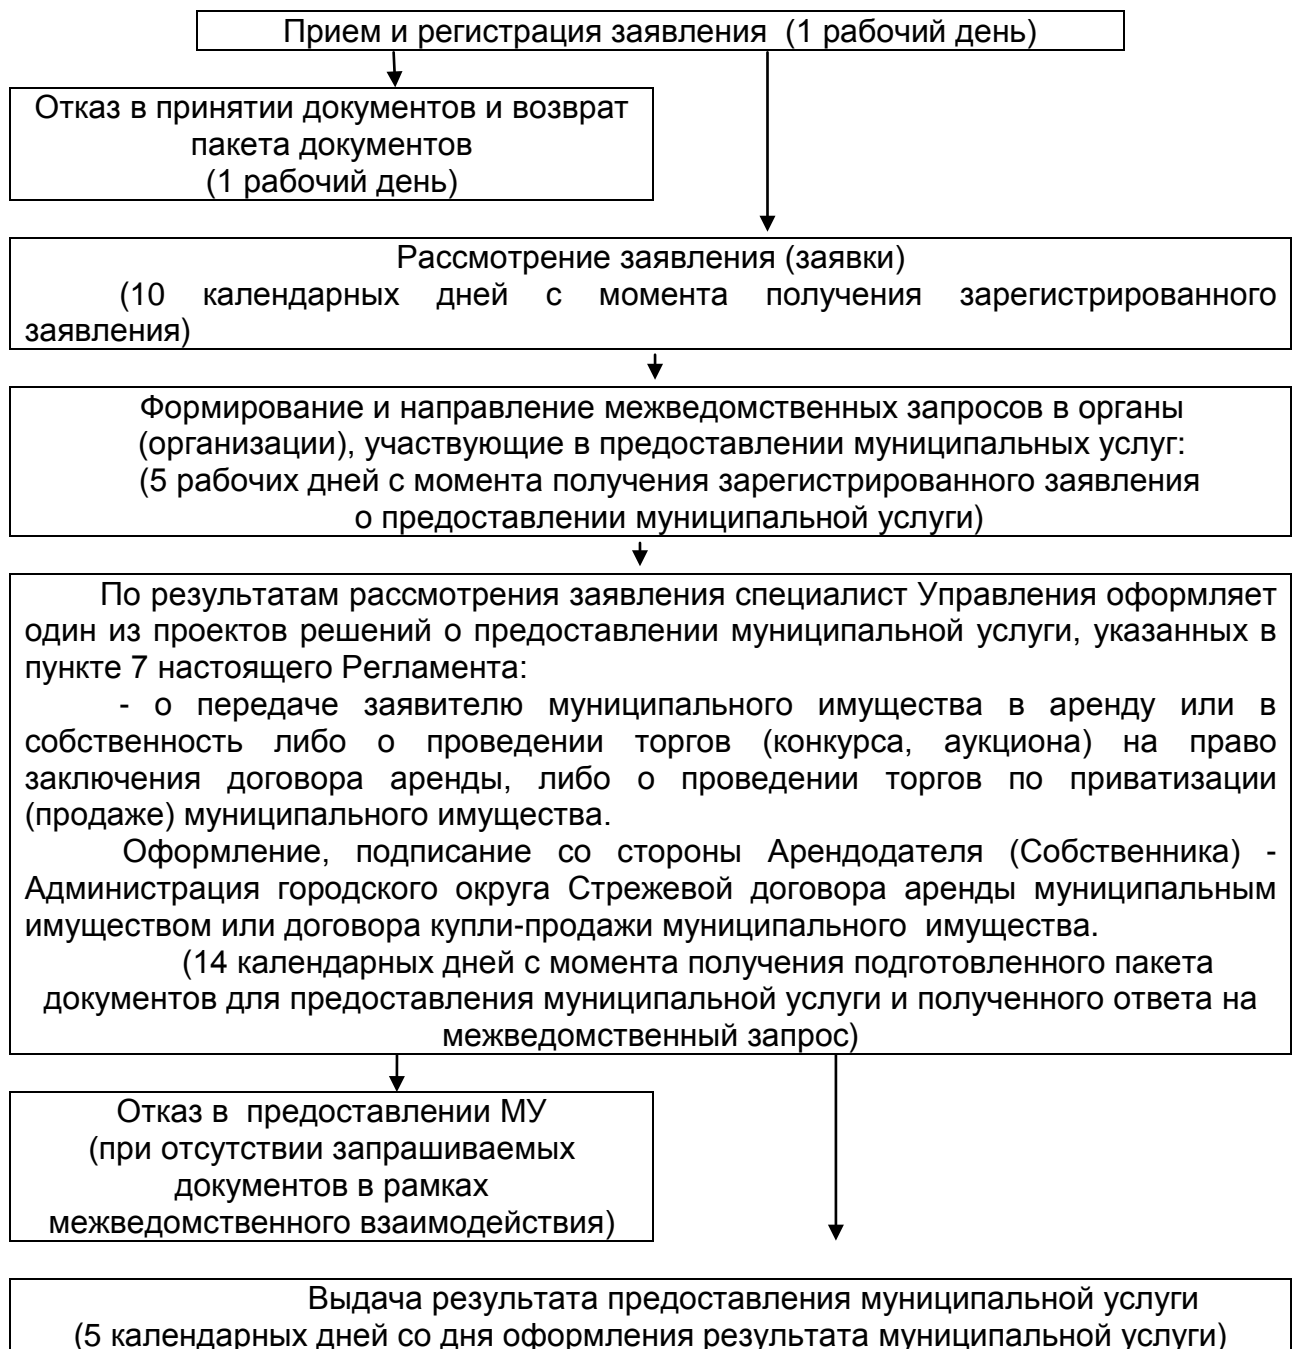 Прием и регистрация заявления  (1 рабочий день)
Отказ в принятии документов и возврат
пакета документов
(1 рабочий день)
Рассмотрение заявления (заявки)
(10 календарных дней с момента получения зарегистрированного
заявления)
Формирование и направление межведомственных запросов в органы
(организации), участвующие в предоставлении муниципальных услуг:
(5 рабочих дней с момента получения зарегистрированного заявления
о предоставлении муниципальной услуги)
По результатам рассмотрения заявления специалист Управления оформляет
один из проектов решений о предоставлении муниципальной услуги, указанных в
пункте 7 настоящего Регламента:
- о передаче заявителю муниципального имущества в аренду или в
собственность либо о проведении торгов (конкурса, аукциона) на право
заключения договора аренды, либо о проведении торгов по приватизации
(продаже) муниципального имущества.
Оформление, подписание со стороны Арендодателя (Собственника) -
Администрация городского округа Стрежевой договора аренды муниципальным
имуществом или договора купли-продажи муниципального  имущества.
(14 календарных дней с момента получения подготовленного пакета
документов для предоставления муниципальной услуги и полученного ответа на
межведомственный запрос)
Отказ в  предоставлении МУ
(при отсутствии запрашиваемых
документов в рамках
межведомственного взаимодействия)
Выдача результата предоставления муниципальной услуги
(5 календарных дней со дня оформления результата муниципальной услуги)